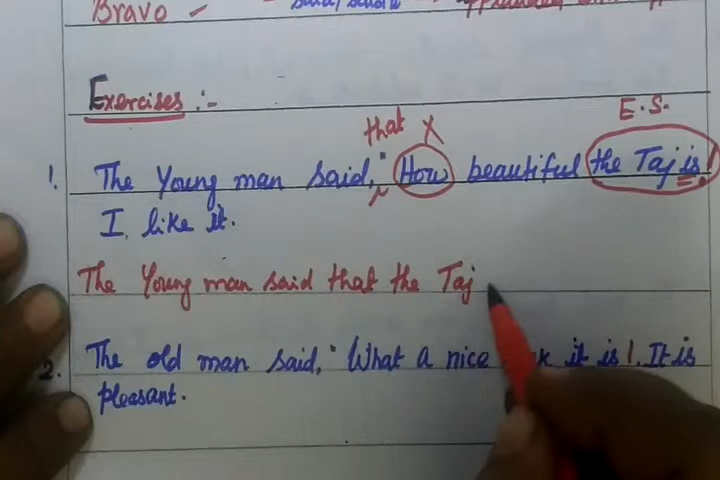 Bravo
Exercises :-
E.S.
that X
1. The Young man said, "How beautiful the Taj is!
I like it.
The Young man said that the Taj
2. The old man said, "What a nice it is!. It is
pleasant.